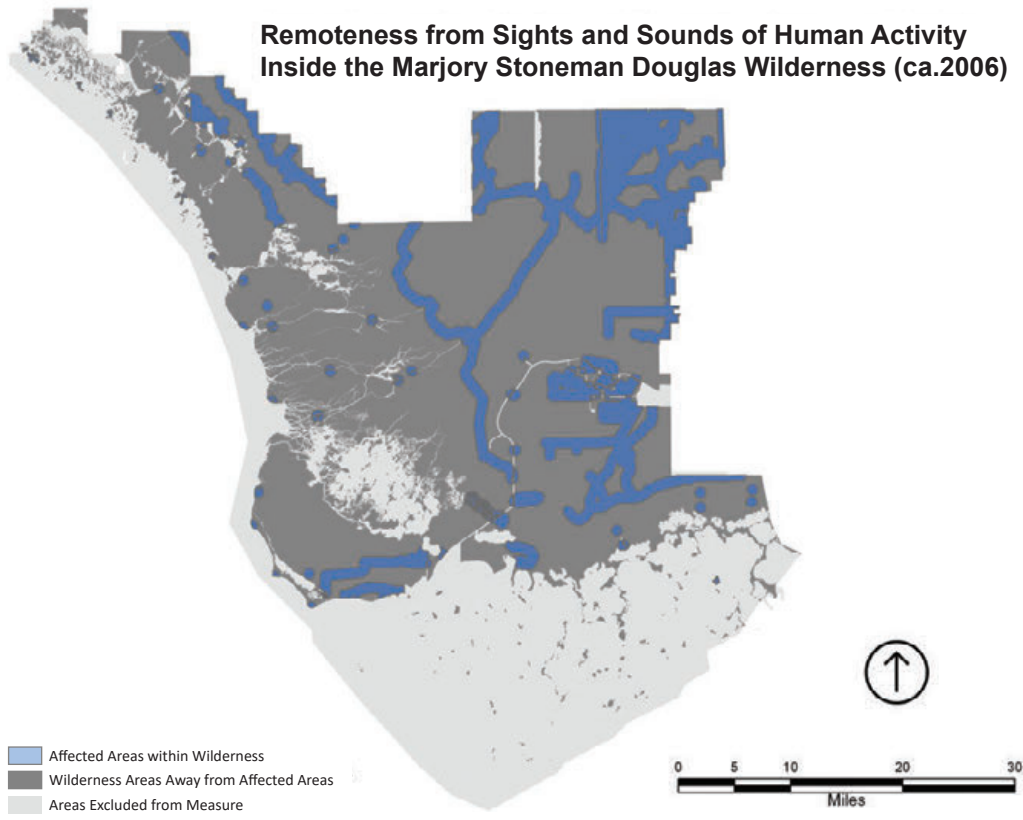 Remoteness from Sights and Sounds of Human Activity
Inside the Marjory Stoneman Douglas Wilderness (ca.2006)
Affected Areas within Wilderness
Wilderness Areas Away from Affected Areas
Areas Excluded from Measure
0 5 10 20 30
Miles